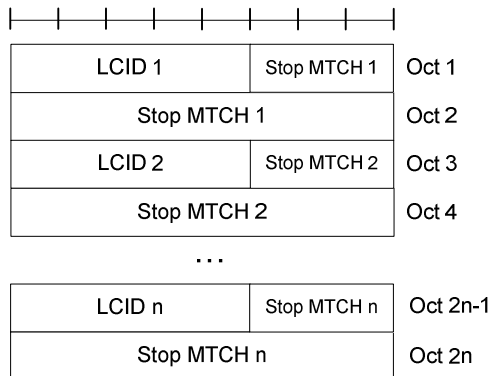 LCID 1 Stop MTCH 1 Oct 1
Stop MTCH 1 Oct 2
LCID 2 Stop MTCH 2 Oct 3
Stop MTCH 2 Oct 4
...
LCID n Stop MTCH n Oct 2n-1
Stop MTCH n Oct 2n